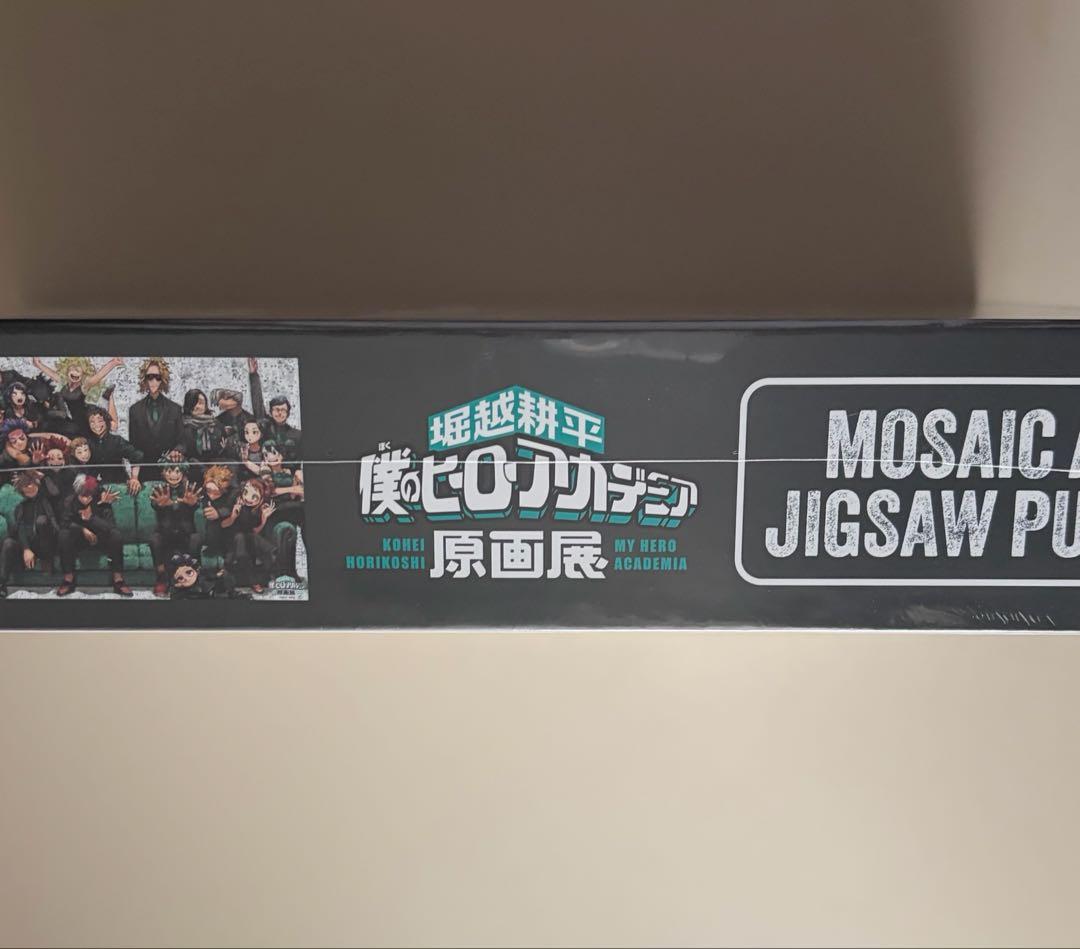 堀越耕平
ぼく
僕のヒーローアカデミア
KOHEI
HORIKOSHI
原画展
MY HERO
ACADEMIA
MOSAIC A
JIGSAW PU